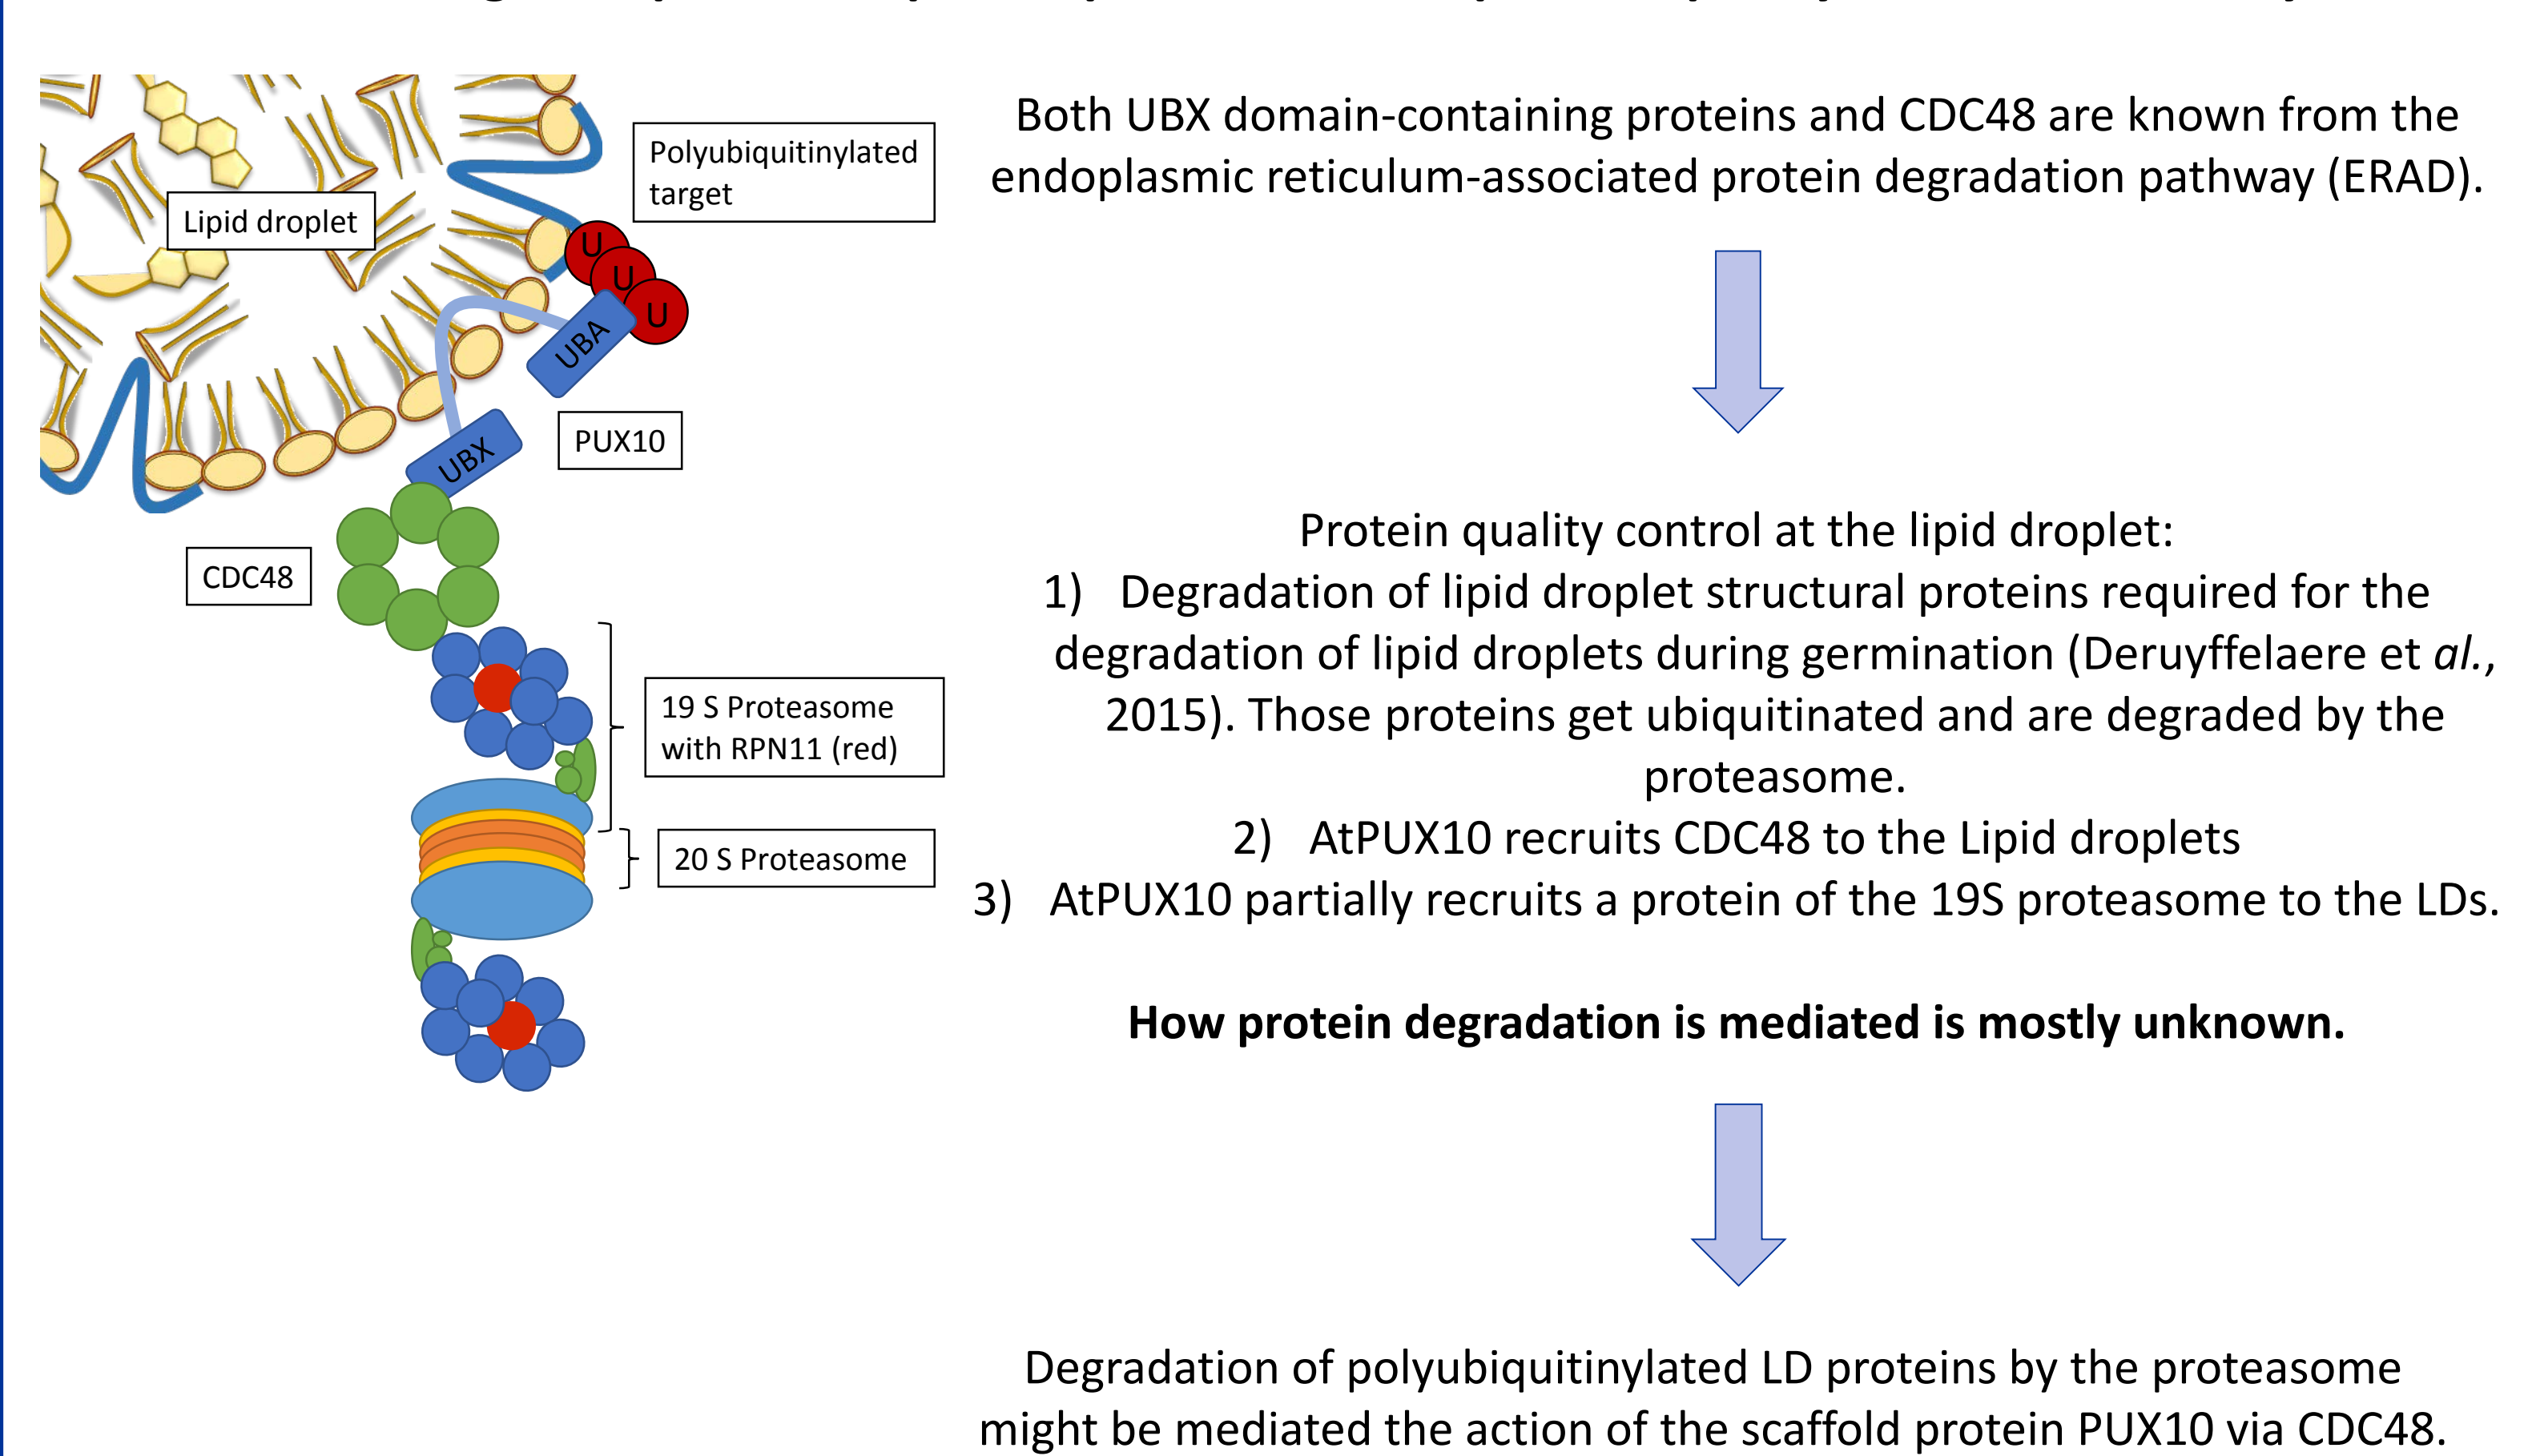 Polyubiquitinylated
target
Lipid droplet
U
U
U
UBA
PUX10
UBX
CDC48
19 S Proteasome
with RPN11 (red)
20 S Proteasome
Both UBX domain-containing proteins and CDC48 are known from the
endoplasmic reticulum-associated protein degradation pathway (ERAD).
Protein quality control at the lipid droplet:
1) Degradation of lipid droplet structural proteins required for the
degradation of lipid droplets during germination (Deruyffelaere et al.,
2015). Those proteins get ubiquitinated and are degraded by the
proteasome.
2) AtPUX10 recruits CDC48 to the Lipid droplets
3) AtPUX10 partially recruits a protein of the 19S proteasome to the LDs.
How protein degradation is mediated is mostly unknown.
Degradation of polyubiquitinylated LD proteins by the proteasome
might be mediated the action of the scaffold protein PUX10 via CDC48.